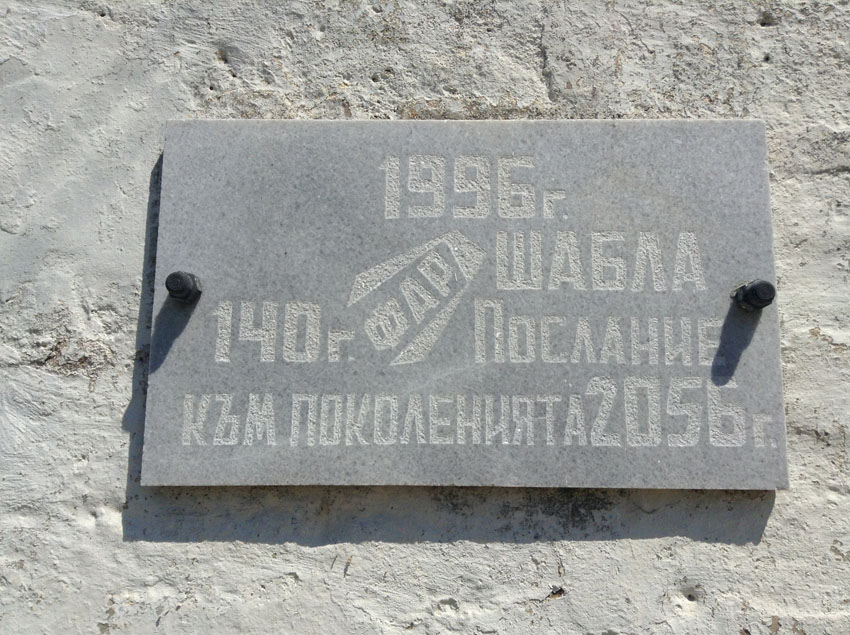 1996г.
ФАР ШАБЛА
140г. Послание
към поколенията 2056г.